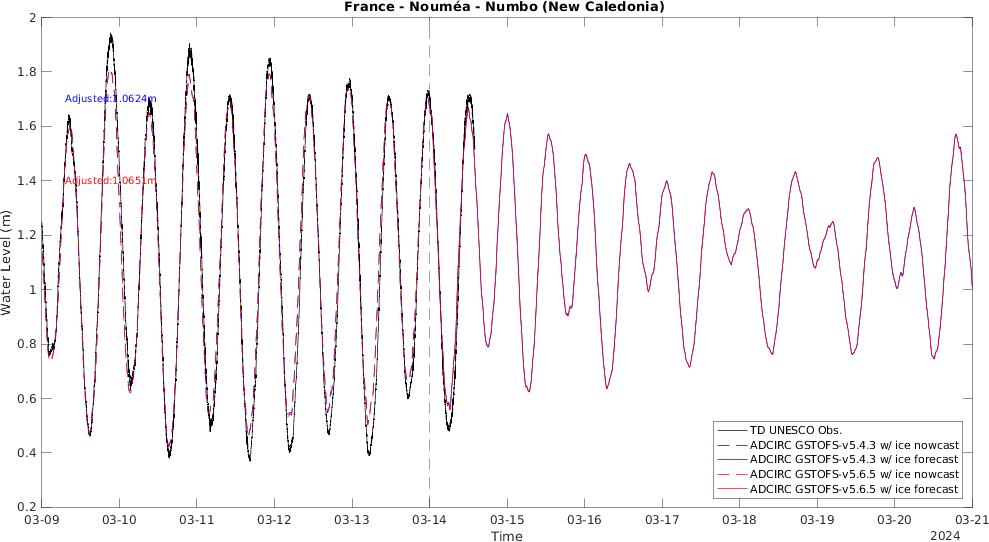 France - Nouméa - Numbo (New Caledonia)
Water Level (m)
2
1.8
1.6
1.4
1.2
1
0.8
0.6
0.4
0.2
Adjusted:1.0624m
Adjusted:1.0651m
TD UNESCO Obs.
ADCIRC GSTOFS-v5.4.3 w/ ice nowcast
ADCIRC GSTOFS-v5.4.3 w/ ice forecast
ADCIRC GSTOFS-v5.6.5 w/ ice nowcast
ADCIRC GSTOFS-v5.6.5 w/ ice forecast
03-09 03-10 03-11 03-12 03-13 03-14 03-15 03-16 03-17 03-18 03-19 03-20 03-21
Time
2024